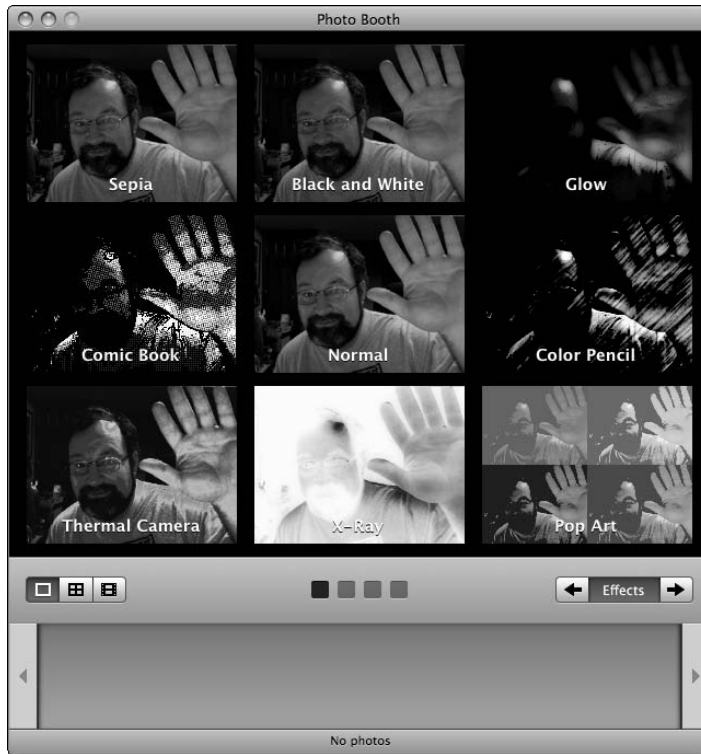 Photo Booth
Sepia
Black and White
Glow
Comic Book
Normal
Color Pencil
Thermal Camera
X-Ray
Pop Art
Effects
No photos